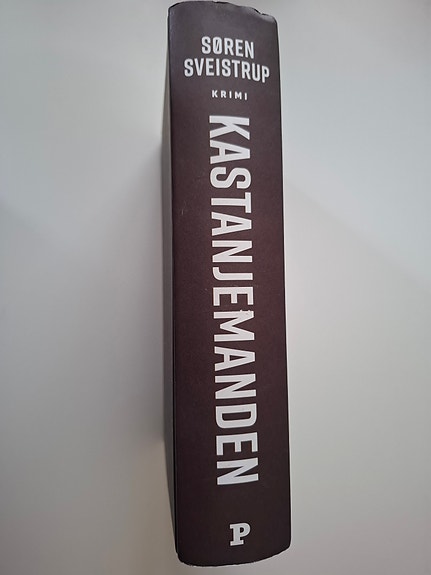 SØREN
SVEISTRUP
KRIMI
KASTANJEMANDEN
P